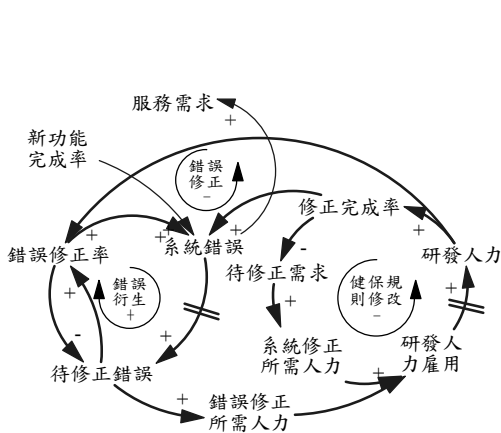 服務需求
+
新功能
完成率
錯誤
修正
−
修正完成率
+
+
+
+
系統錯誤
錯誤修正率
研發人力
-
待修正需求
錯誤
衍生
+
健保規
則修改
−
+
+
+
-
+
系統修正
所需人力
研發人
力雇用
待修正錯誤
+
+
錯誤修正
所需人力